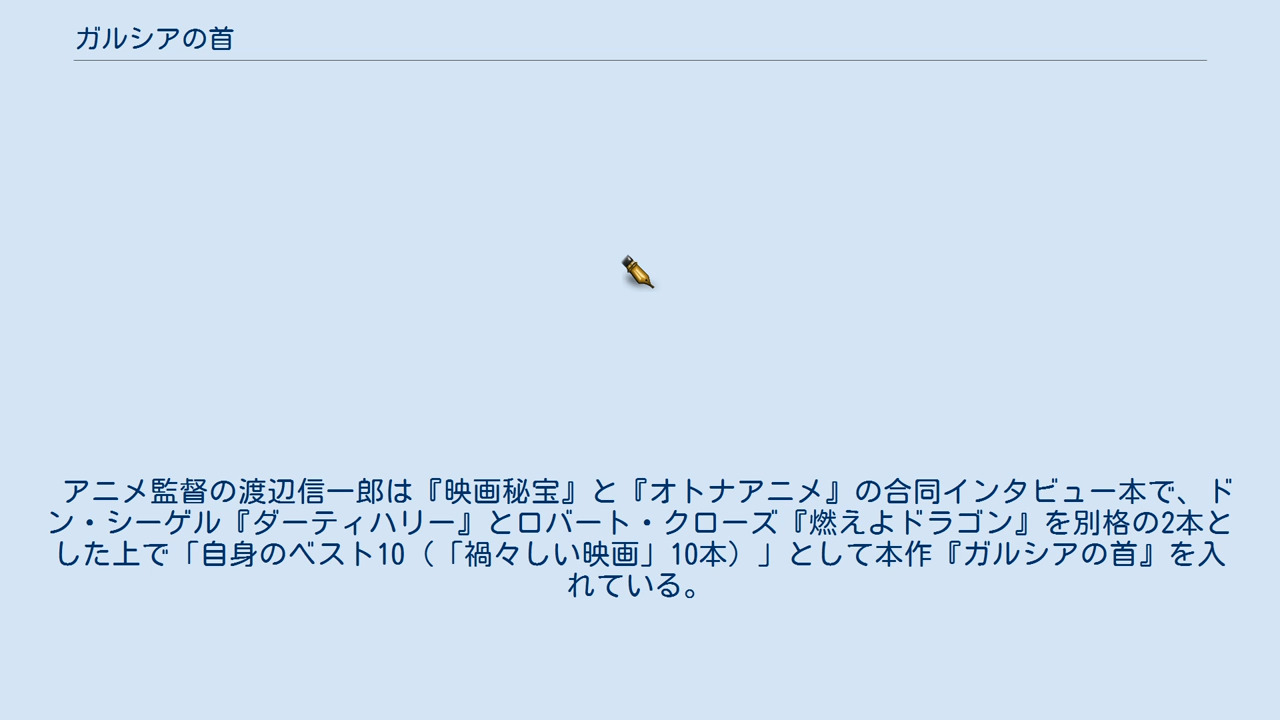 ガルシアの首
アニメ監督の渡辺信一郎は『映画秘宝』と『オトナアニメ』の合同インタビュー本で、ド
ン・シーゲル『ダーティハリー』とロバート・クローズ『燃えよドラゴン』を別格の2本と
した上で「自身のベスト10（「禍々しい映画」10本）」として本作『ガルシアの首』を入
れている。